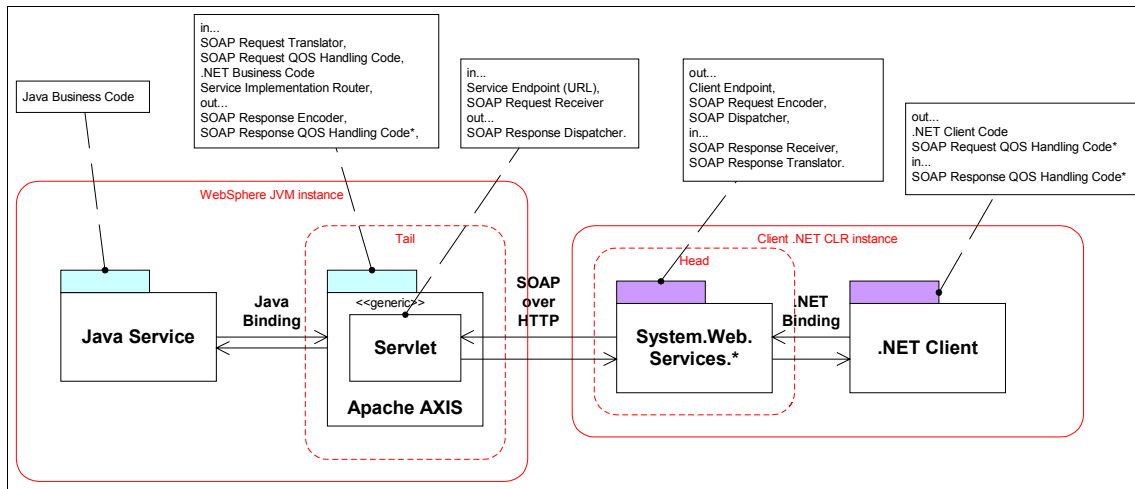 in...
SOAP Request Translator,
SOAP Request QOS Handling Code,
.NET Business Code
Service Implementation Router,
out...
SOAP Response Encoder,
SOAP Response QOS Handling Code*,
in...
Service Endpoint (URL),
SOAP Request Receiver
out...
SOAP Response Dispatcher.
out...
Client Endpoint,
SOAP Request Encoder,
SOAP Dispatcher,
in...
SOAP Response Receiver,
SOAP Response Translator.
out...
.NET Client Code
SOAP Request QOS Handling Code*
in...
SOAP Response QOS Handling Code*
Java Business Code
WebSphere JVM instance
Tail
Client .NET CLR instance
Head
Java Service
Java
Binding
<<generic>>
Servlet
Apache AXIS
SOAP
over
HTTP
System.Web.
Services.*
.NET
Binding
.NET Client